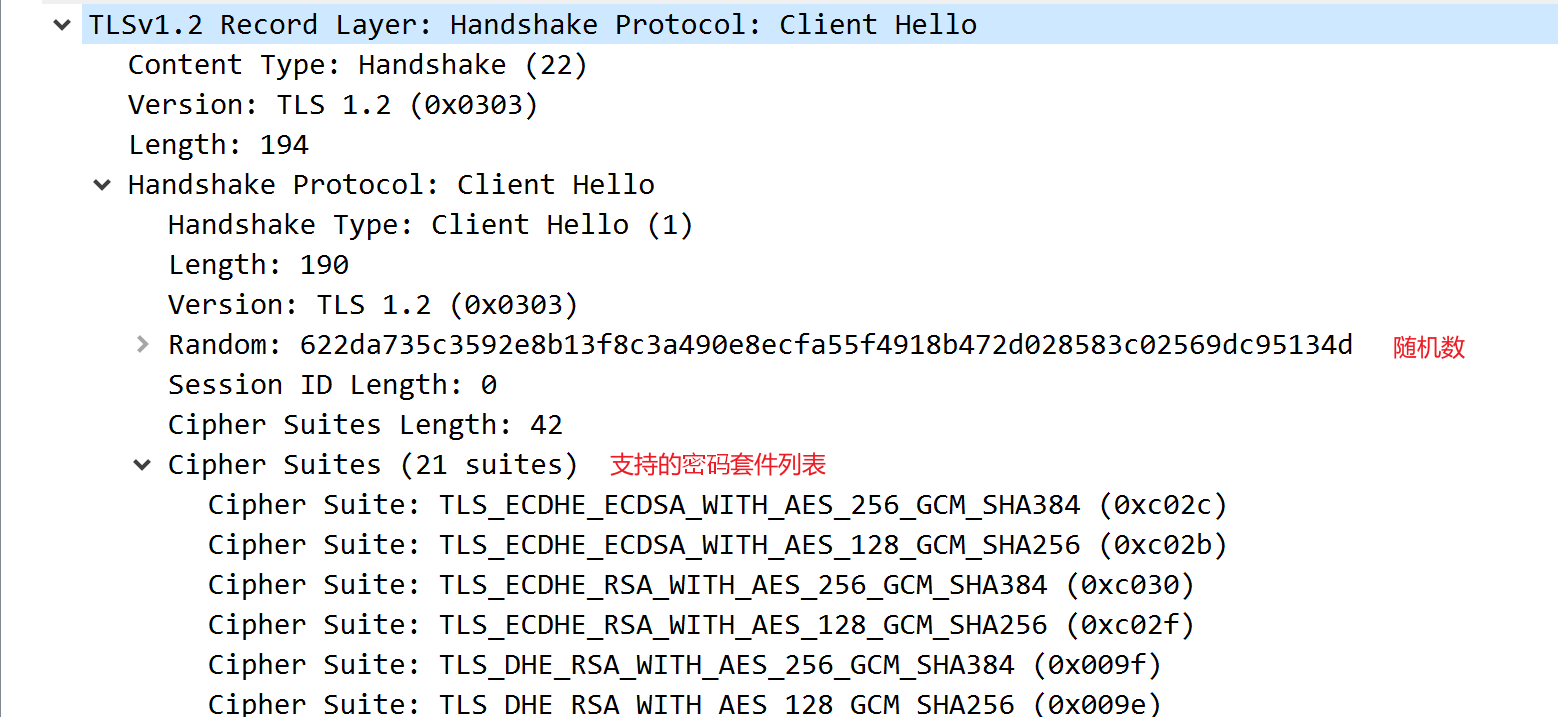 TLSv1.2 Record Layer: Handshake Protocol: Client Hello
Content Type: Handshake (22)
Version: TLS 1.2 (0x0303)
Length: 194
Handshake Protocol: Client Hello
Handshake Type: Client Hello (1)
Length: 190
Version: TLS 1.2 (0x0303)
Random: 622da735c3592e8b13f8c3a490e8ecfa55f4918b472d028583c02569dc95134d 随机数
Session ID Length: 0
Cipher Suites Length: 42
Cipher Suites (21 suites) 支持的密码套件列表
Cipher Suite: TLS_ECDHE_ECDSA_WITH_AES_256_GCM_SHA384 (0xc02c)
Cipher Suite: TLS_ECDHE_ECDSA_WITH_AES_128_GCM_SHA256 (0xc02b)
Cipher Suite: TLS_ECDHE_RSA_WITH_AES_256_GCM_SHA384 (0xc030)
Cipher Suite: TLS_ECDHE_RSA_WITH_AES_128_GCM_SHA256 (0xc02f)
Cipher Suite: TLS_DHE_RSA_WITH_AES_256_GCM_SHA384 (0x009f)
Cipher Suite: TLS_DHE_RSA_WITH_AES_128_GCM_SHA256 (0x009e)